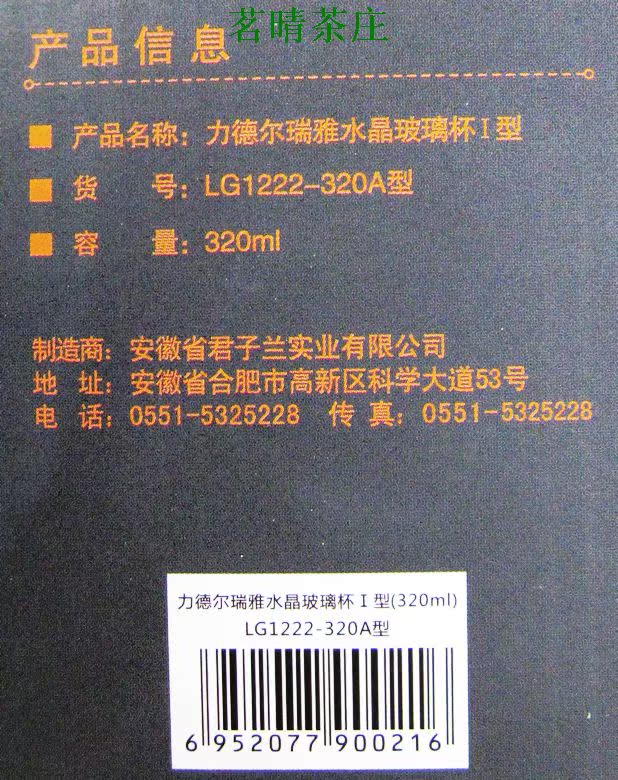 茗晴茶庄
产品信息
产品名称：力德尔瑞雅水晶玻璃杯Ⅰ型
货 号：LG1222-320A型
容 量：320ml
制造商：安徽省君子兰实业有限公司
地 址：安徽省合肥市高新区科学大道53号
电 话：0551-5325228 传 真：0551-5325228
力德尔瑞雅水晶玻璃杯Ⅰ型(320ml)
LG1222-320A型
6 952077 900216